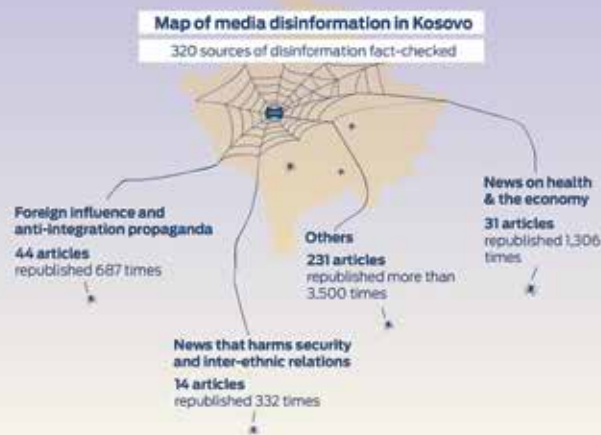 Map of media disinformation in Kosovo
320 sources of disinformation fact-checked
Foreign influence and
anti-integration propaganda
44 articles
republished 687 times
News that harms security
and inter-ethnic relations
14 articles
republished 332 times
Others
231 articles
republished more than
3,500 times
News on health
& the economy
31 articles
republished 1,306
times